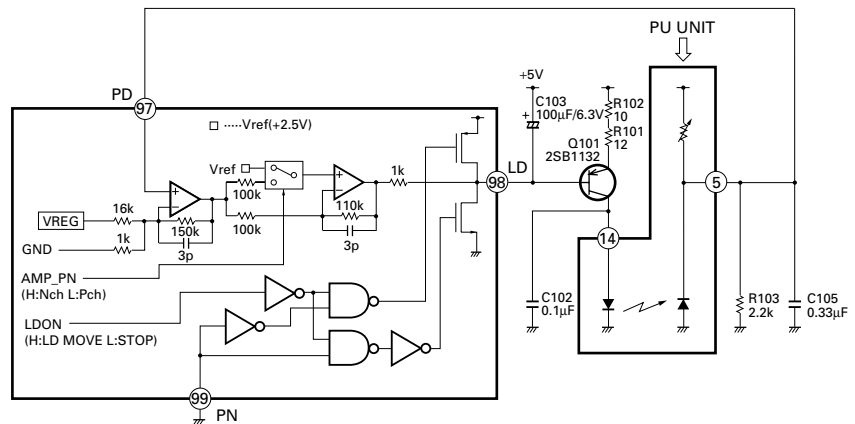 PU UNIT
+5V
PD
97
□ .....Vref(+2.5V)
C103
100µF/6.3V
+
R102
10
R101
12
Q101
2SB1132
Vref
100k
1k
98
LD
5
VREG
16k
150k
3p
100k
110k
3p
GND
1k
14
AMP_PN
(H:Nch L:Pch)
LDON
(H:LD MOVE L:STOP)
C102
0.1µF
R103
2.2k
C105
0.33µF
99
PN